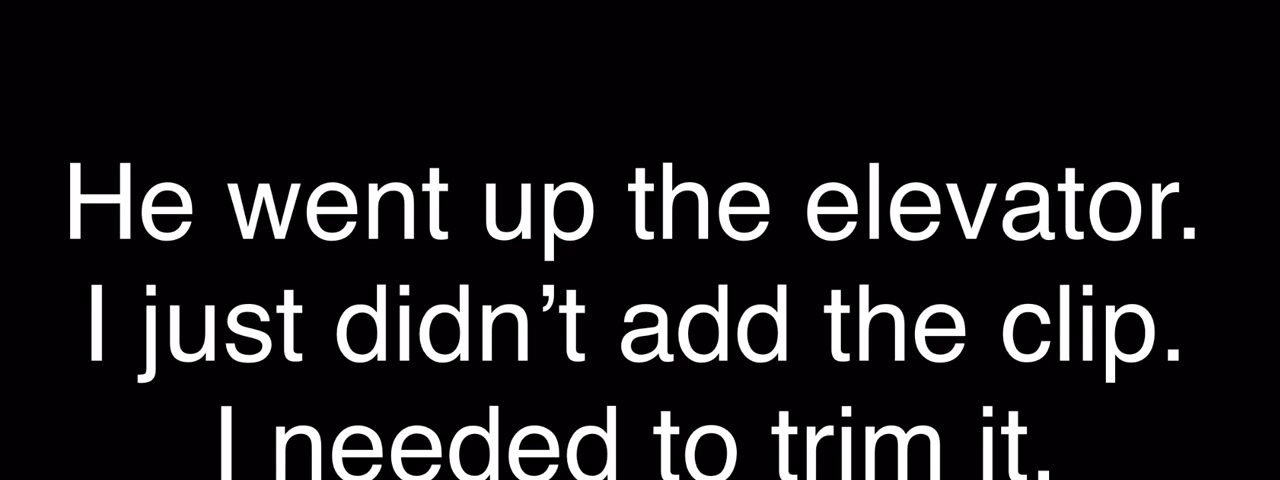 He went up the elevator.
I just didn’t add the clip.
I needed to trim it.